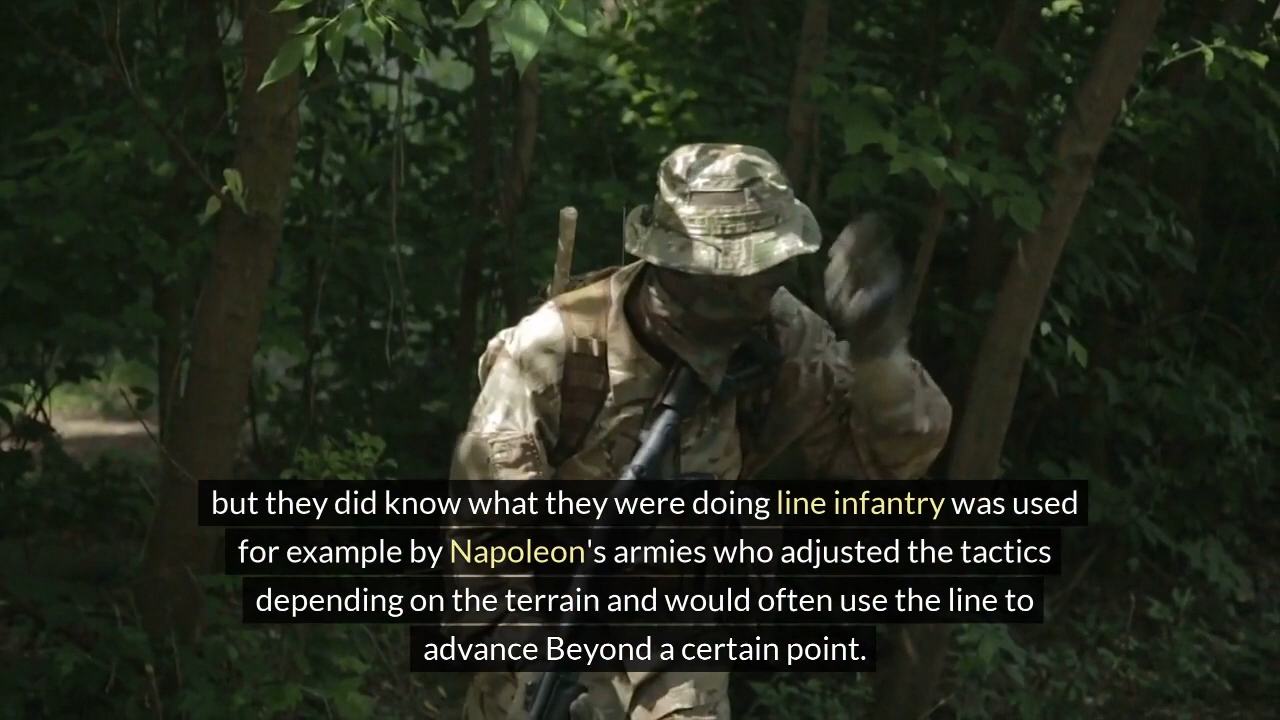 but they did know what they were doing line infantry was used
for example by Napoleon's armies who adjusted the tactics
depending on the terrain and would often use the line to
advance Beyond a certain point.